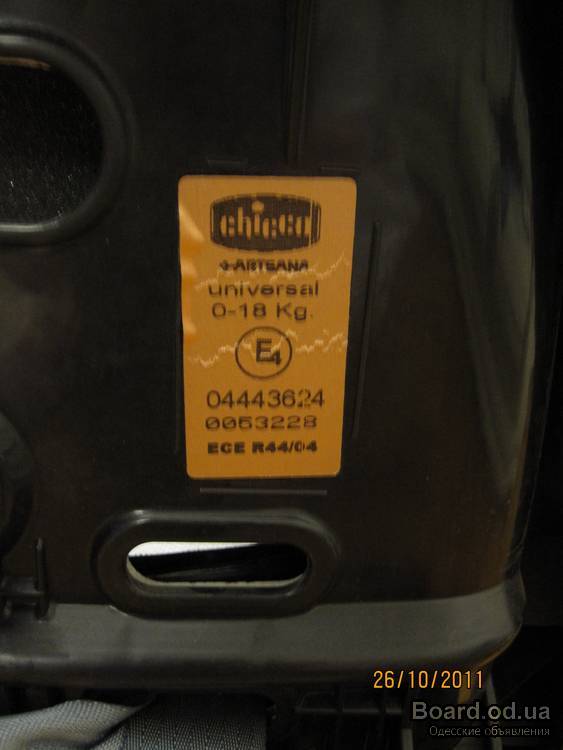 chicco
ARTSANA
universal
0-18 Kg.
E4
04443624
0053228
ECE R44/04
26/10/2011
Board.od.ua
Одесские объявления